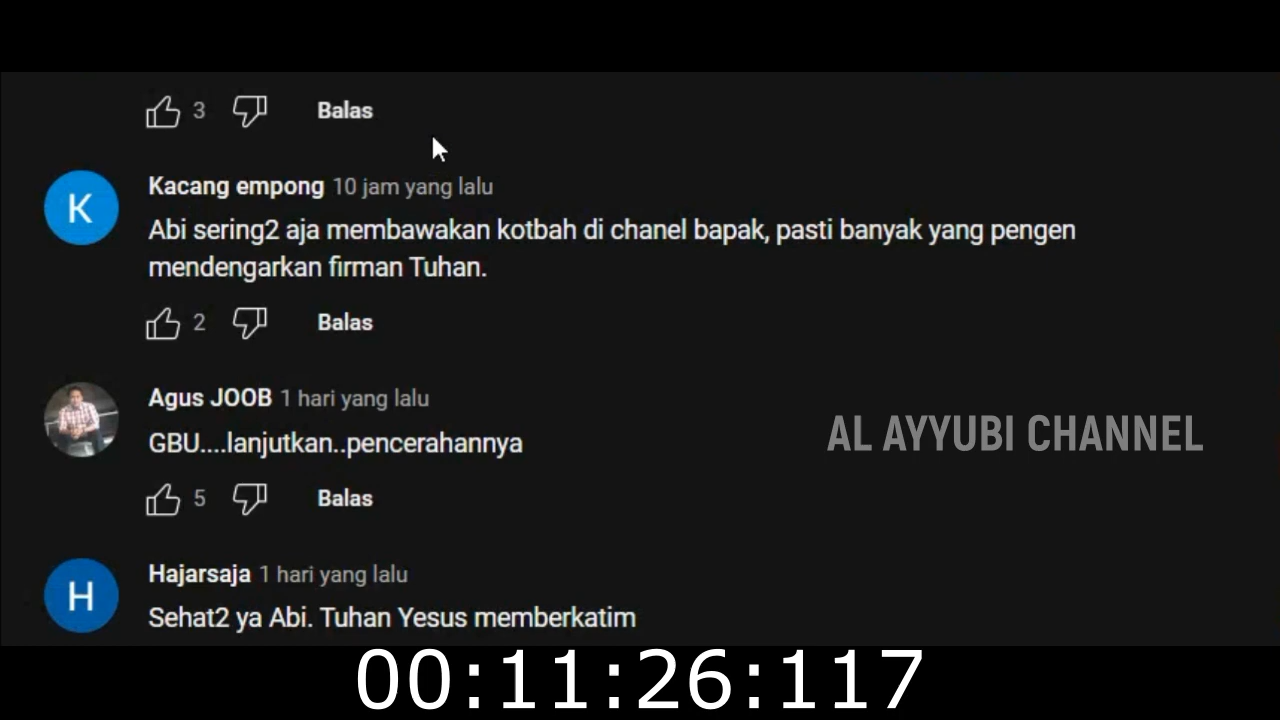 3 Balas
Kacang empong 10 jam yang lalu
Abi sering2 aja membawakan kotbah di chanel bapak, pasti banyak yang pengen
mendengarkan firman Tuhan.
2 Balas
K
Agus JOOB 1 hari yang lalu
GBU....lanjutkan..pencerahannya
AL AYYUBI CHANNEL
5 Balas
H
Hajarsaja 1 hari yang lalu
Sehat2 ya Abi. Tuhan Yesus memberkatim
00:11:26:117